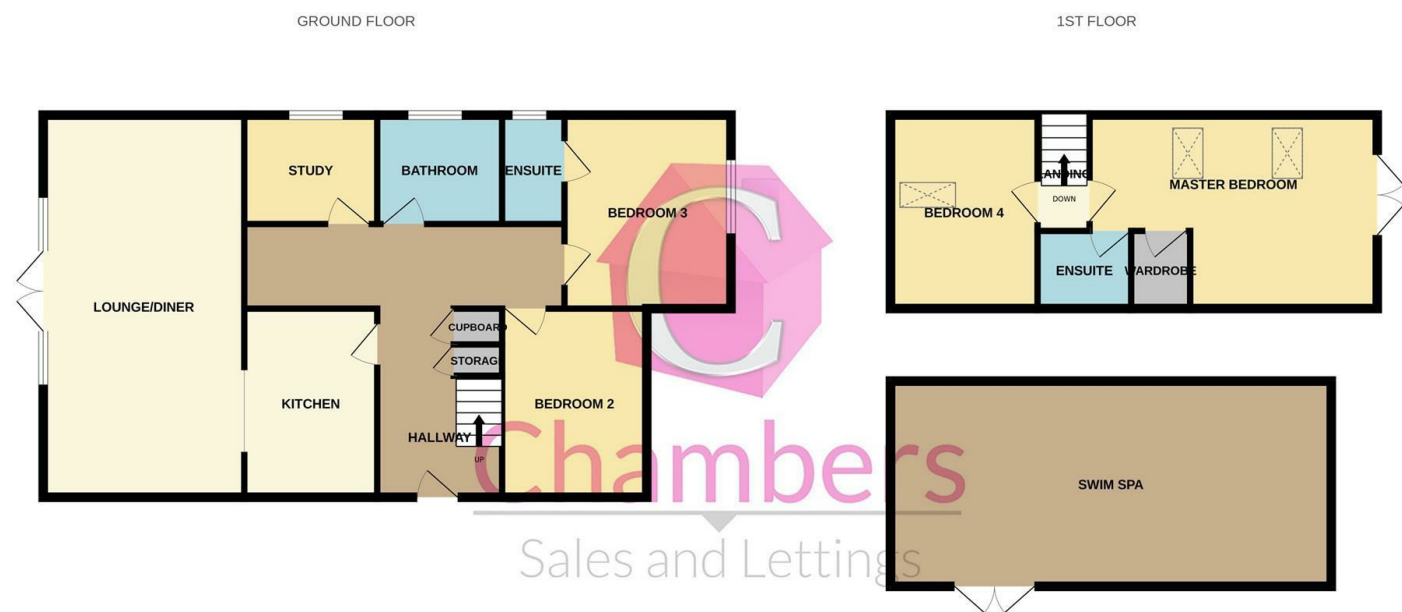 GROUND FLOOR
1ST FLOOR
STUDY
BATHROOM
ENSUITE
BEDROOM 3
LOUNGE/DINER
CUPBOARD
STORAGE
KITCHEN
BEDROOM 2
HALLWAY
UP
LANDING
DOWN
MASTER BEDROOM
BEDROOM 4
ENSUITE
WARDROBE
SWIM SPA
C
Chambers
Sales and Lettings